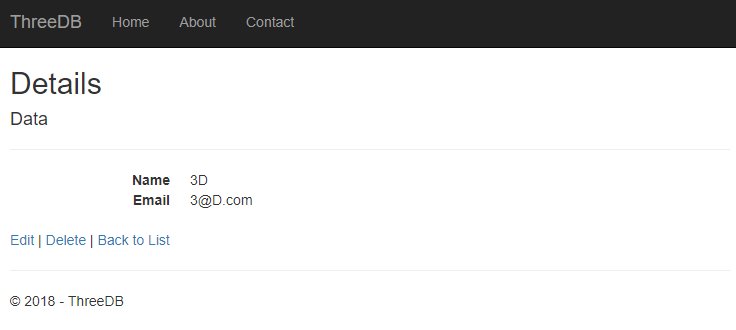 ThreeDB Home About Contact
Details
Data
Name 3D
Email 3@D.com
Edit | Delete | Back to List
© 2018 - ThreeDB